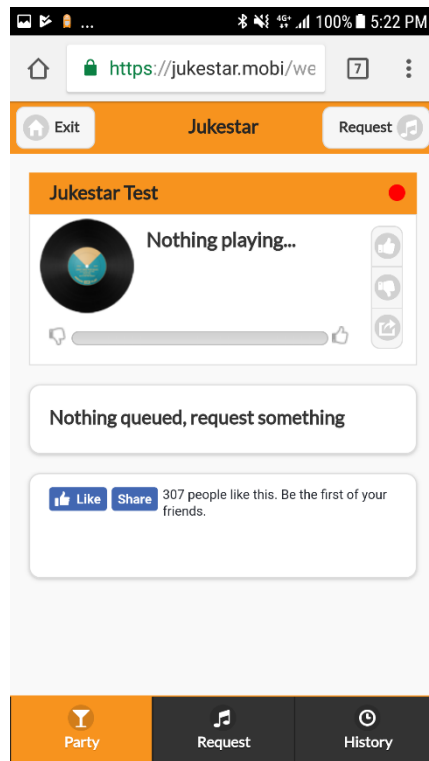 ... 4G+ 100% 5:22 PM
https://jukestar.mobi/we 7
Exit Jukestar Request
Jukestar Test
Nothing playing...
Nothing queued, request something
Like Share 307 people like this. Be the first of your
friends.
Party Request History